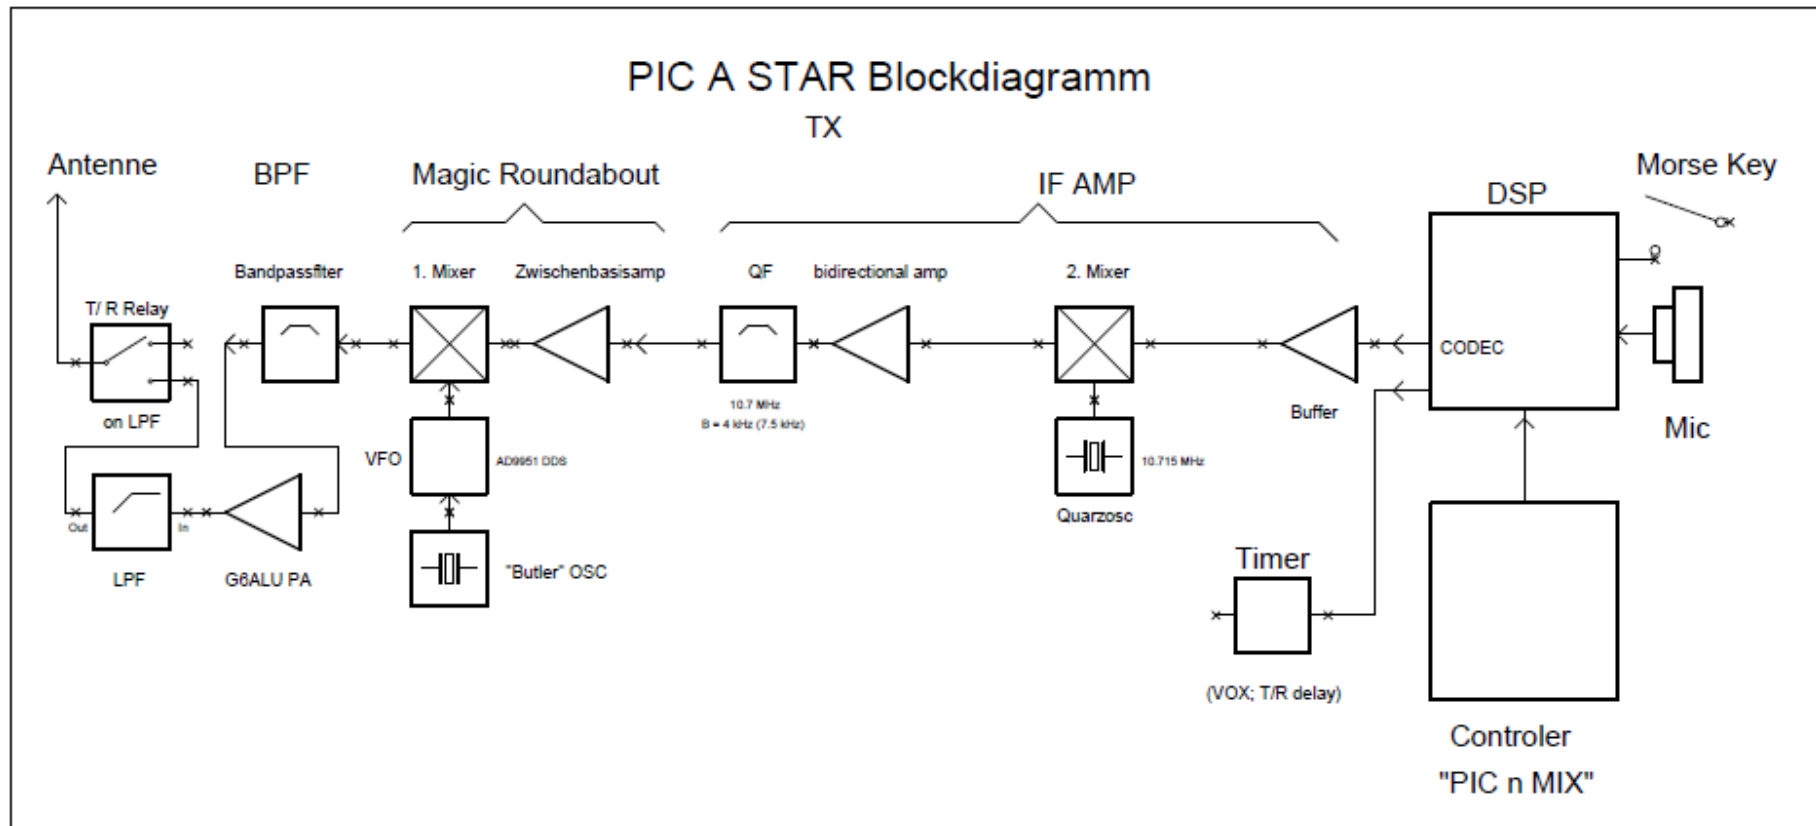 PIC A STAR Blockdiagramm
TX
Antenne
BPF
Magic Roundabout
IF AMP
DSP
Morse Key
Bandpassflter
1. Mixer
Zwischenbasisamp
QF
bidirectional amp
2. Mixer
T/ R Relay
CODEC
on LPF
10.7 MHz
B = 4 kHz (7.5 kHz)
Buffer
Mic
VFO
AD9951 DDS
10.715 MHz
Quarzosc
Out
In
LPF
G6ALU PA
"Butler" OSC
Timer
(VOX; T/R delay)
Controler
"PIC n MIX"